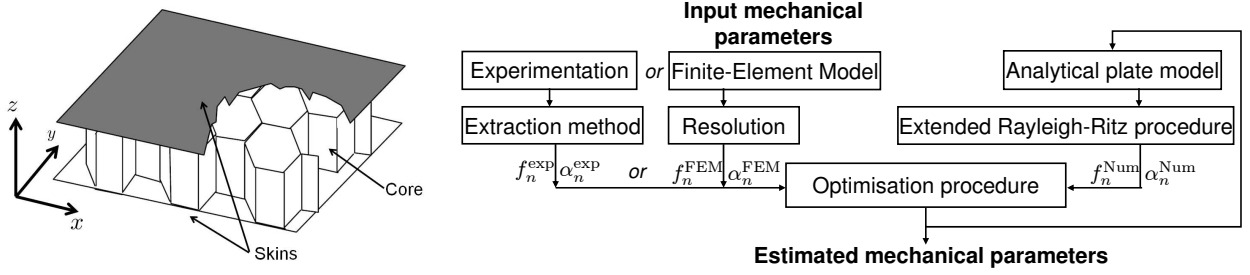 z
y
x
Core
Skins
Input mechanical
parameters
Experimentation or Finite-Element Model
Analytical plate model
Extraction method
Resolution
Extended Rayleigh-Ritz procedure
f_n^exp α_n^exp or f_n^FEM α_n^FEM
Optimisation procedure
f_n^Num α_n^Num
Estimated mechanical parameters